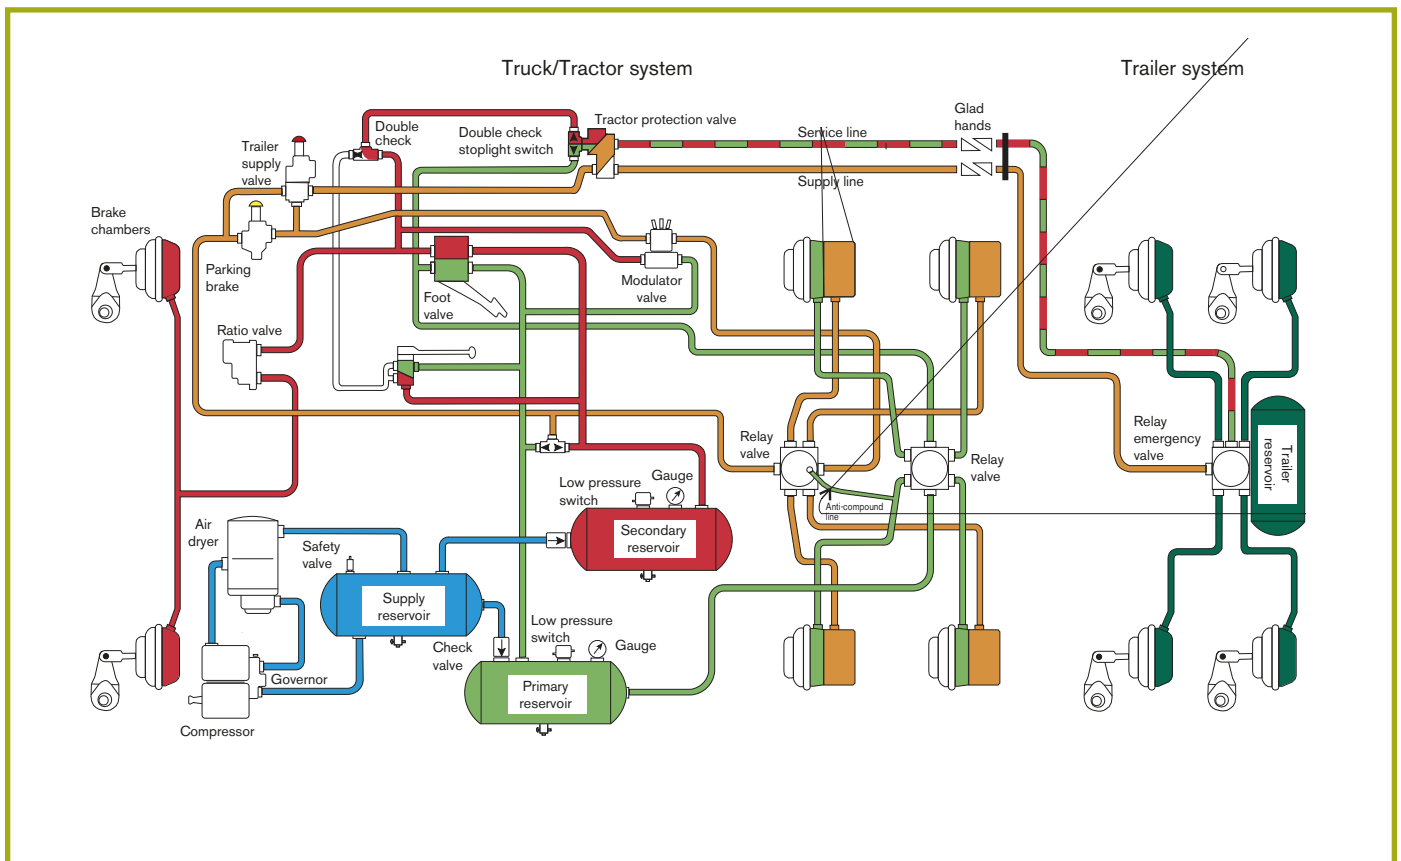 Truck/Tractor system
Trailer system
Glad
hands
Tractor protection valve
Double
check
Double check
stoplight switch
Service line
Trailer
supply
valve
Supply line
Brake
chambers
Parking
brake
Modulator
valve
Foot
valve
Ratio valve
Relay
emergency
valve
Relay
valve
Relay
valve
Trailer
reservoir
Gauge
Low pressure
switch
Anti-compound
line
Secondary
reservoir
Air
dryer
Safety
valve
Supply
reservoir
Low pressure
switch
Gauge
Check
valve
Governor
Primary
reservoir
Compressor